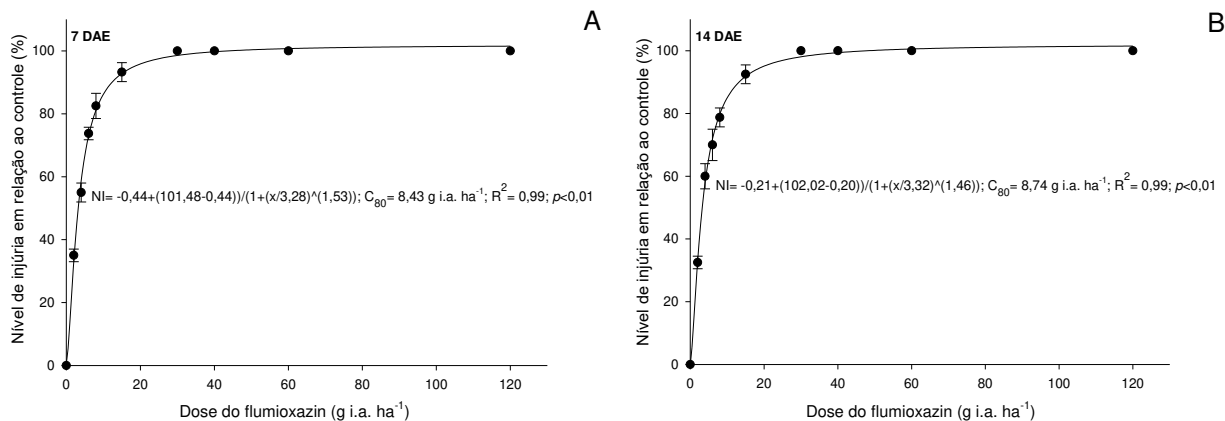 A
7 DAE
Nível de injúria em relação ao controle (%)
100
80
60
40
20
0
NI= -0,44+(101,48-0,44))/(1+(x/3,28)^(1,53)); C₈₀= 8,43 g i.a. ha⁻¹; R²= 0,99; p<0,01
0 20 40 60 80 100 120
Dose do flumioxazin (g i.a. ha⁻¹)
B
14 DAE
Nível de injúria em relação ao controle (%)
100
80
60
40
20
0
NI= -0,21+(102,02-0,20))/(1+(x/3,32)^(1,46)); C₈₀= 8,74 g i.a. ha⁻¹; R²= 0,99; p<0,01
0 20 40 60 80 100 120
Dose do flumioxazin (g i.a. ha⁻¹)